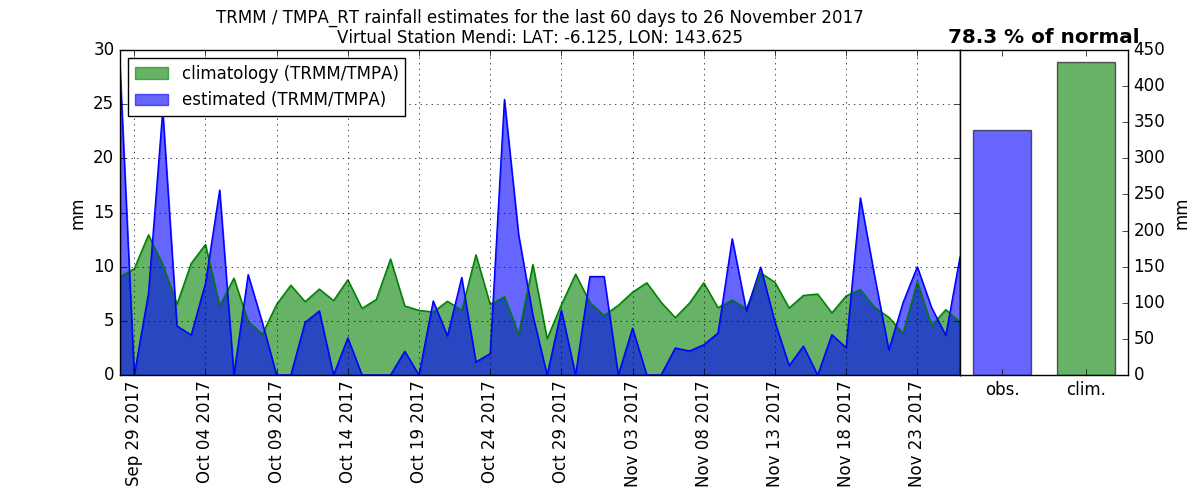 TRMM / TMPA_RT rainfall estimates for the last 60 days to 26 November 2017
Virtual Station Mendi: LAT: -6.125, LON: 143.625
78.3 % of normal
climatology (TRMM/TMPA)
estimated (TRMM/TMPA)
30
25
20
15
10
5
0
mm
Sep 29 2017
Oct 04 2017
Oct 09 2017
Oct 14 2017
Oct 19 2017
Oct 24 2017
Oct 29 2017
Nov 03 2017
Nov 08 2017
Nov 13 2017
Nov 18 2017
Nov 23 2017
450
400
350
300
250
200
150
100
50
0
mm
obs.
clim.